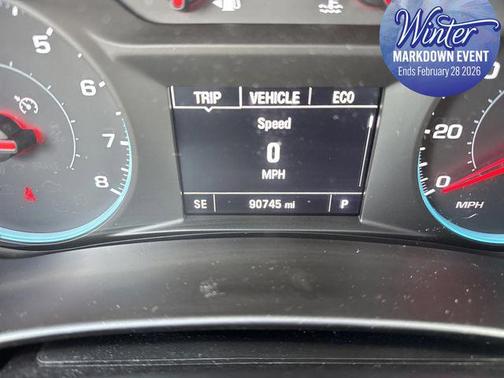 Winter
MARKDOWN EVENT
Ends February 28 2026
TRIP VEHICLE ECO
Speed
0
MPH
SE 90745 mi P
5
6
7
8
20
0
MPH